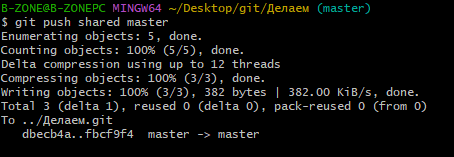 B-ZONE@B-ZONEPC MINGW64 ~/Desktop/git/Делаем (master)
$ git push shared master
Enumerating objects: 5, done.
Counting objects: 100% (5/5), done.
Delta compression using up to 12 threads
Compressing objects: 100% (3/3), done.
Writing objects: 100% (3/3), 382 bytes | 382.00 KiB/s, done.
Total 3 (delta 1), reused 0 (delta 0), pack-reused 0 (from 0)
To ../Делаем.git
   dbecb4a..fbcf9f4  master -> master